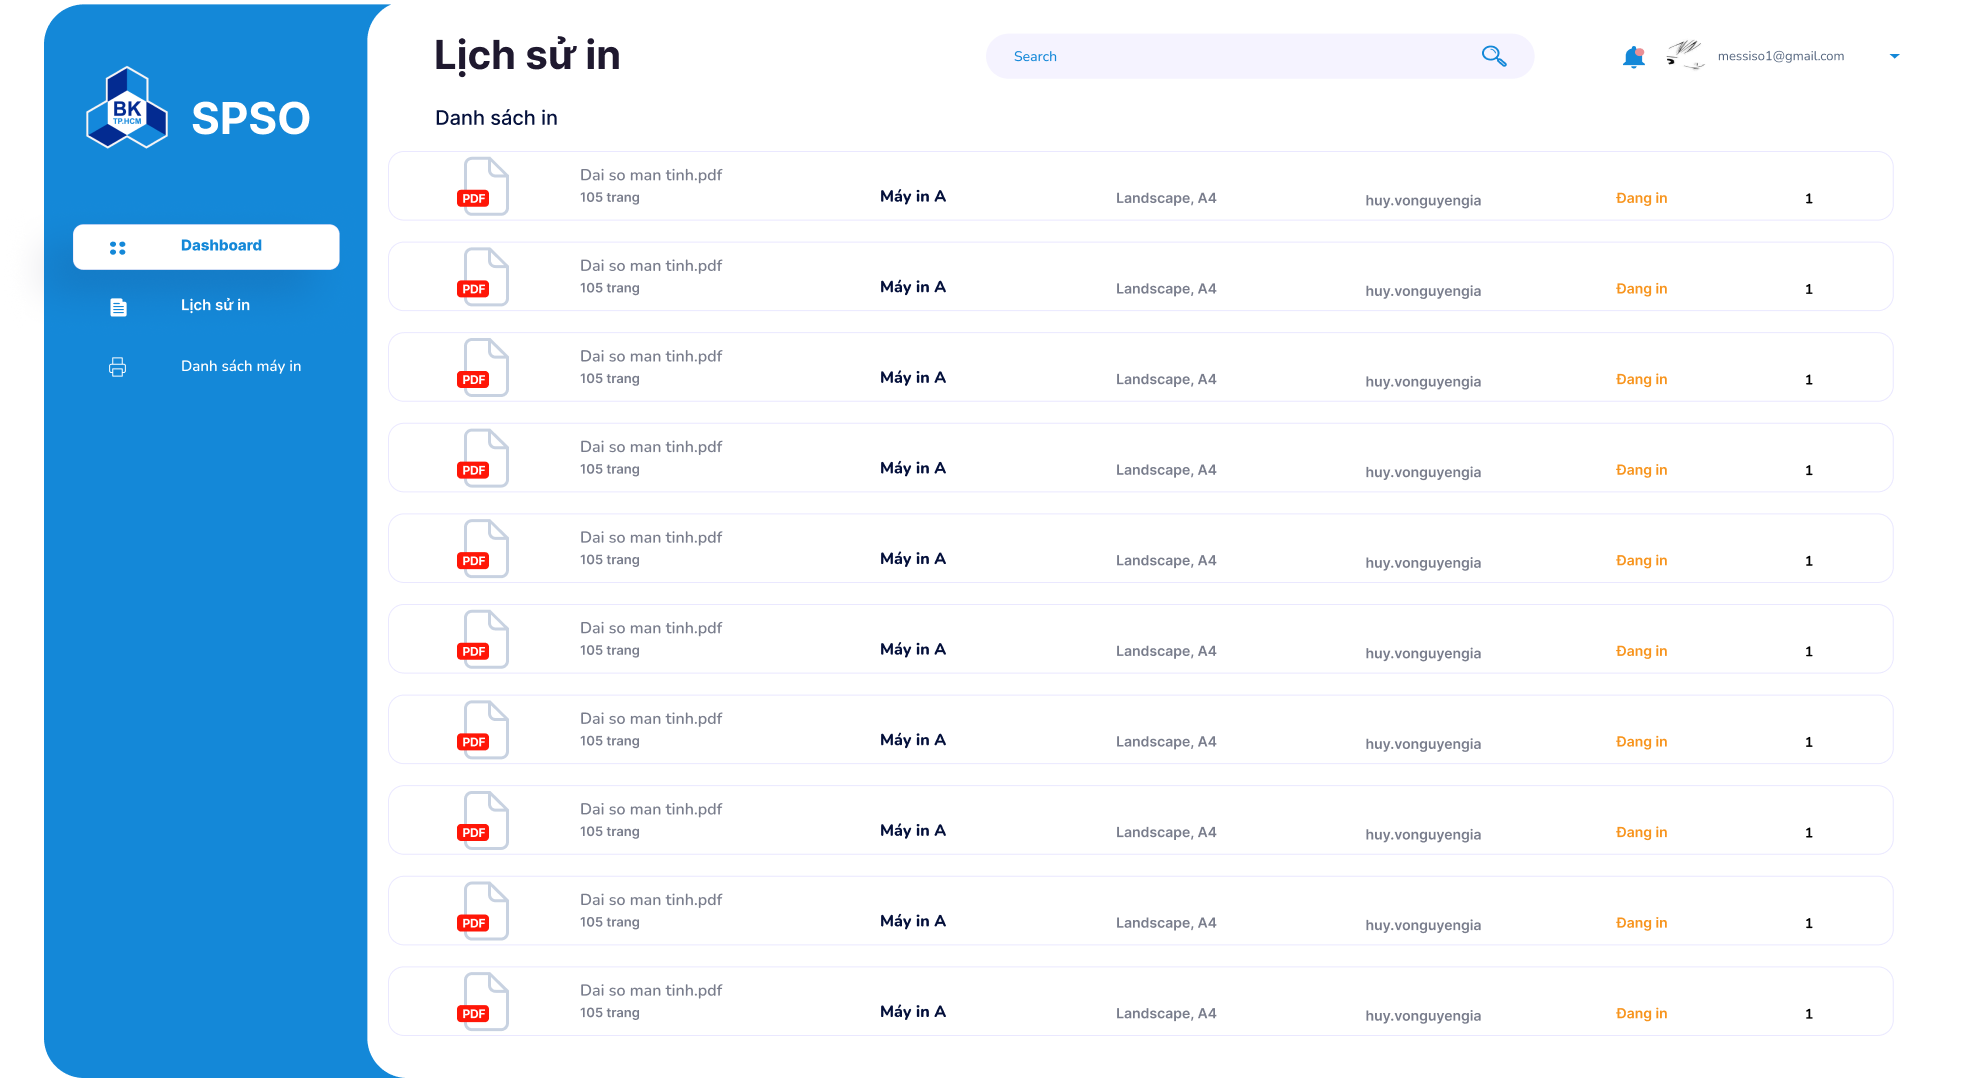 BK
TP.HCM
SPSO
Dashboard
Lịch sử in
Danh sách máy in
Lịch sử in
Search
messiso1@gmail.com
Danh sách in
PDF
Dai so man tinh.pdf
105 trang
Máy in A
Landscape, A4
huy.vonguyengia
Đang in
1
PDF
Dai so man tinh.pdf
105 trang
Máy in A
Landscape, A4
huy.vonguyengia
Đang in
1
PDF
Dai so man tinh.pdf
105 trang
Máy in A
Landscape, A4
huy.vonguyengia
Đang in
1
PDF
Dai so man tinh.pdf
105 trang
Máy in A
Landscape, A4
huy.vonguyengia
Đang in
1
PDF
Dai so man tinh.pdf
105 trang
Máy in A
Landscape, A4
huy.vonguyengia
Đang in
1
PDF
Dai so man tinh.pdf
105 trang
Máy in A
Landscape, A4
huy.vonguyengia
Đang in
1
PDF
Dai so man tinh.pdf
105 trang
Máy in A
Landscape, A4
huy.vonguyengia
Đang in
1
PDF
Dai so man tinh.pdf
105 trang
Máy in A
Landscape, A4
huy.vonguyengia
Đang in
1
PDF
Dai so man tinh.pdf
105 trang
Máy in A
Landscape, A4
huy.vonguyengia
Đang in
1
PDF
Dai so man tinh.pdf
105 trang
Máy in A
Landscape, A4
huy.vonguyengia
Đang in
1